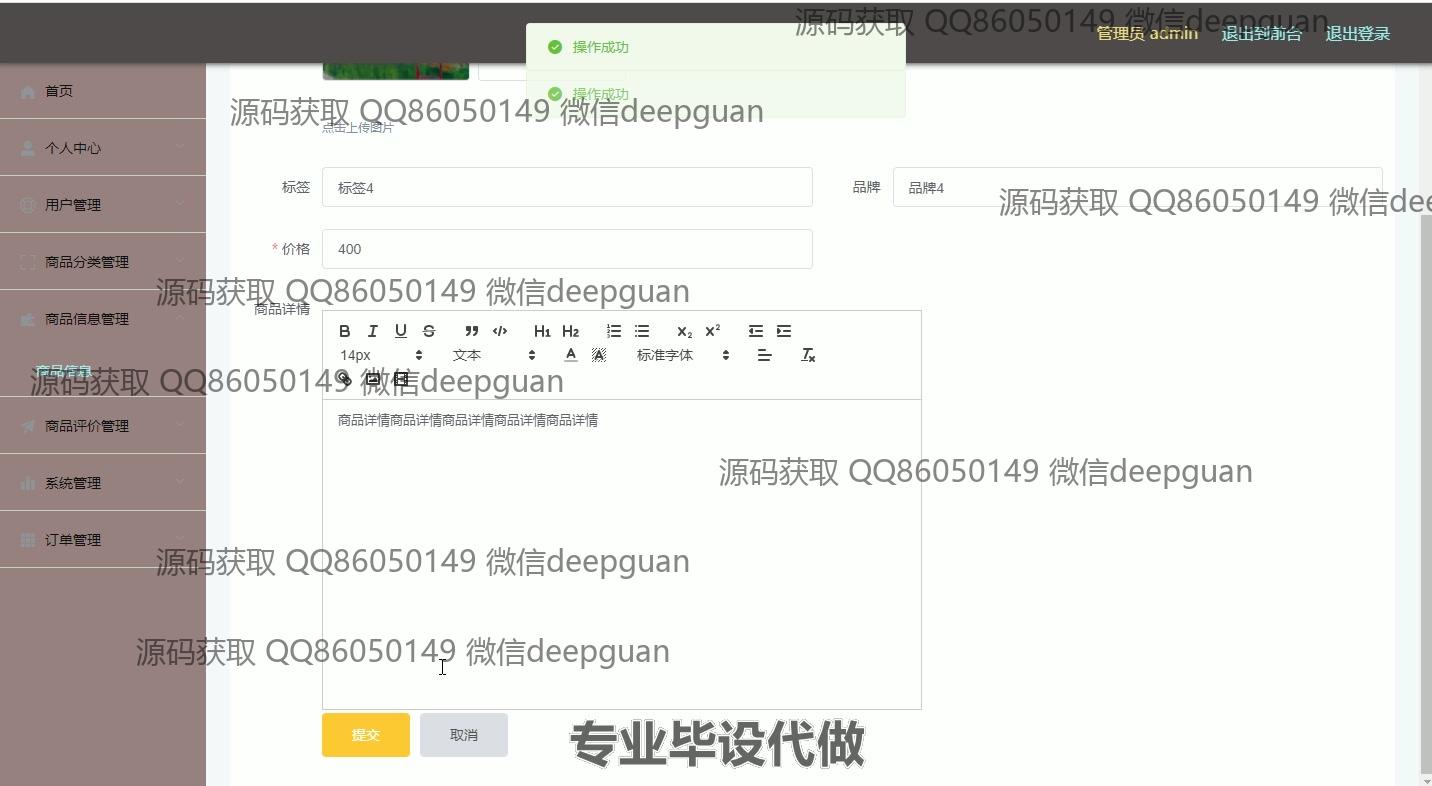 源码获取 QQ86050149 微信deepguan
管理员 admin
退出到前台
退出登录
操作成功
操作成功
首页
源码获取 QQ86050149 微信deepguan
点击上传图片
个人中心
标签
标签4
品牌
品牌4
用户管理
源码获取 QQ86050149 微信dee
* 价格
400
商品分类管理
源码获取 QQ86050149 微信deepguan
商品详情
商品信息管理
B I U S H1 H2 X2 X2
14px
文本
A
A
标准字体
Tx
商品信息
源码获取 QQ86050149 微信deepguan
商品详情商品详情商品详情商品详情商品详情
商品评价管理
源码获取 QQ86050149 微信deepguan
系统管理
订单管理
源码获取 QQ86050149 微信deepguan
源码获取 QQ86050149 微信deepguan
提交
取消
专业毕设代做